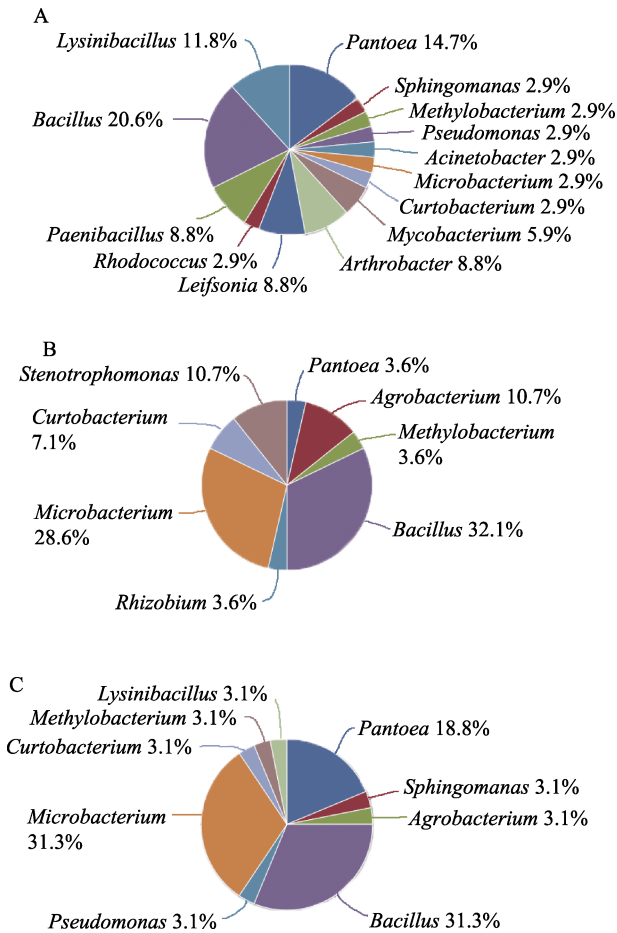 A
Lysinibacillus 11.8%
Pantoea 14.7%
Sphingomanas 2.9%
Bacillus 20.6%
Methylobacterium 2.9%
Pseudomonas 2.9%
Acinetobacter 2.9%
Microbacterium 2.9%
Curtobacterium 2.9%
Paenibacillus 8.8%
Mycobacterium 5.9%
Rhodococcus 2.9%
Arthrobacter 8.8%
Leifsonia 8.8%
B
Stenotrophomonas 10.7%
Pantoea 3.6%
Agrobacterium 10.7%
Curtobacterium
7.1%
Methylobacterium
3.6%
Microbacterium
28.6%
Bacillus 32.1%
Rhizobium 3.6%
C
Lysinibacillus 3.1%
Methylobacterium 3.1%
Pantoea 18.8%
Curtobacterium 3.1%
Sphingomanas 3.1%
Microbacterium
31.3%
Agrobacterium 3.1%
Pseudomonas 3.1%
Bacillus 31.3%